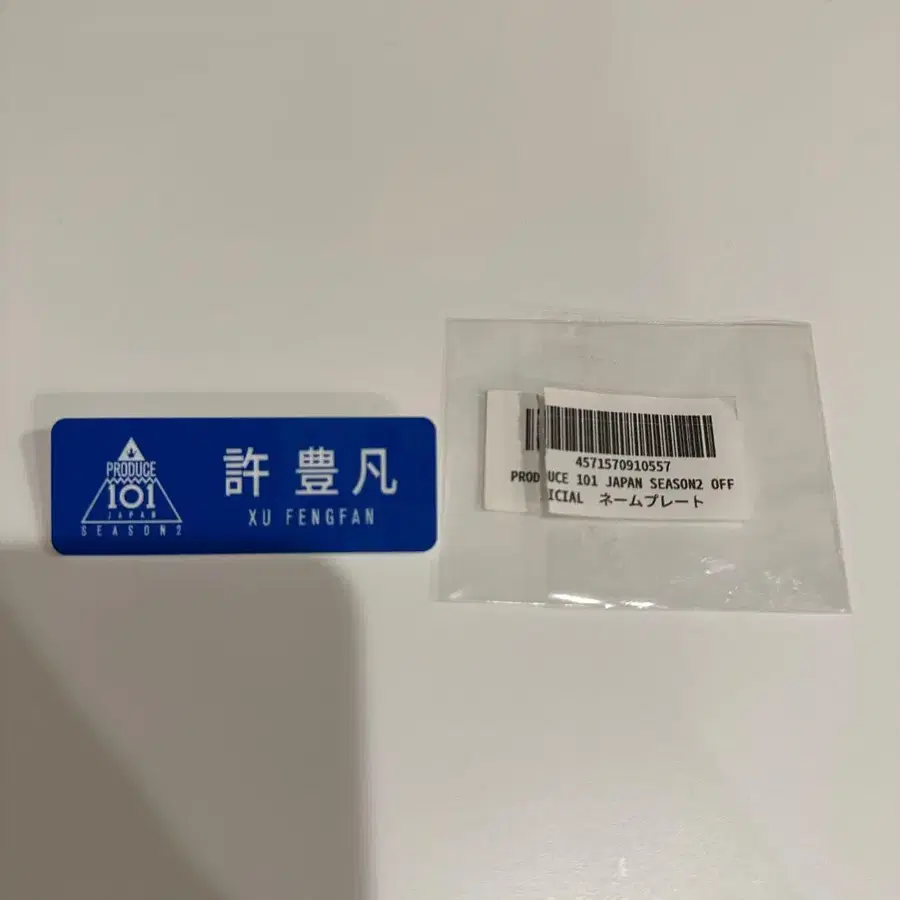 PRODUCE
101
JAPAN
SEASON2
許豊凡
XU FENGFAN
4571570910557
PRODUCE 101 JAPAN SEASON2 OFF
ICIAL ネームプレート